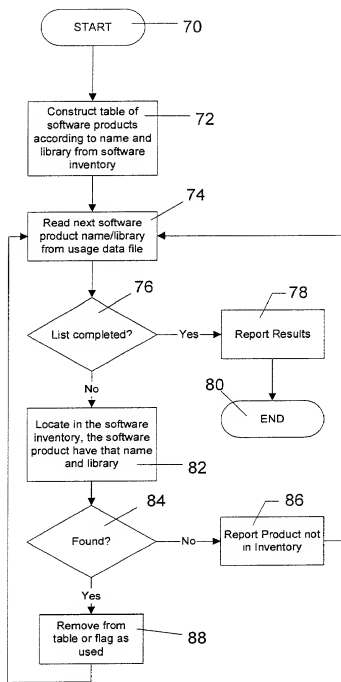 START
70
Construct table of
software products
according to name and
library from software
inventory
72
74
Read next software
product name/library
from usage data file
76
List completed?
Yes
78
Report Results
No
80
END
Locate in the software
inventory, the software
product have that name
and library
82
84
Found?
No
86
Report Product not
in Inventory
Yes
Remove from
table or flag as
used
88